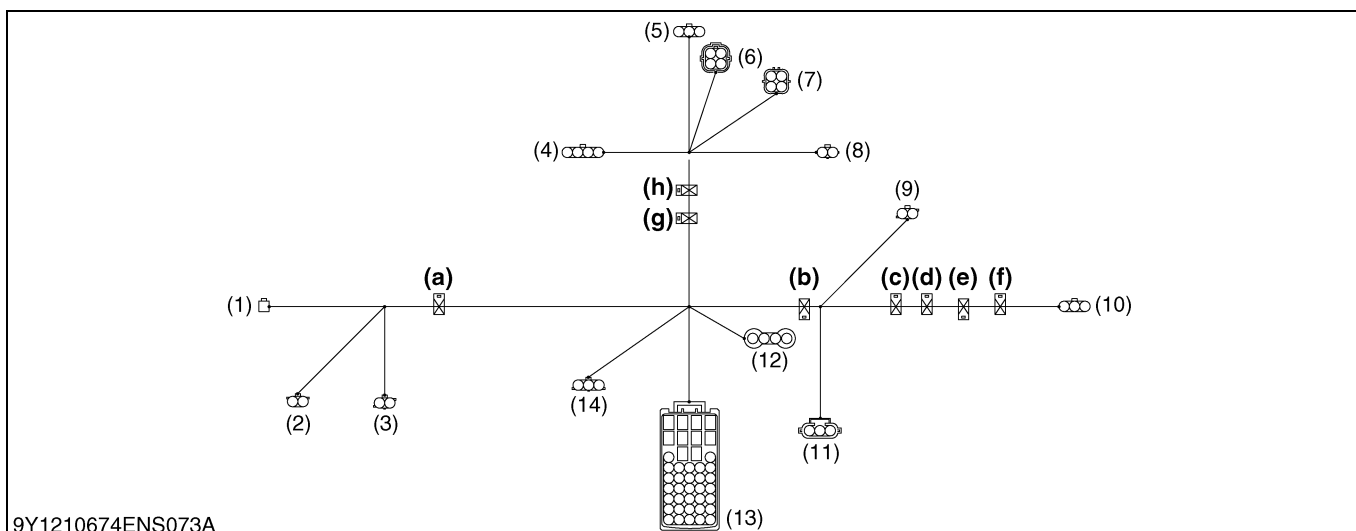 (5)
(6)
(7)
(4)
(8)
(h)
(9)
(g)
(a)
(b)
(c)
(d)
(e)
(f)
(1)
(10)
(12)
(14)
(2)
(3)
(11)
(13)
9Y1210674ENS073A